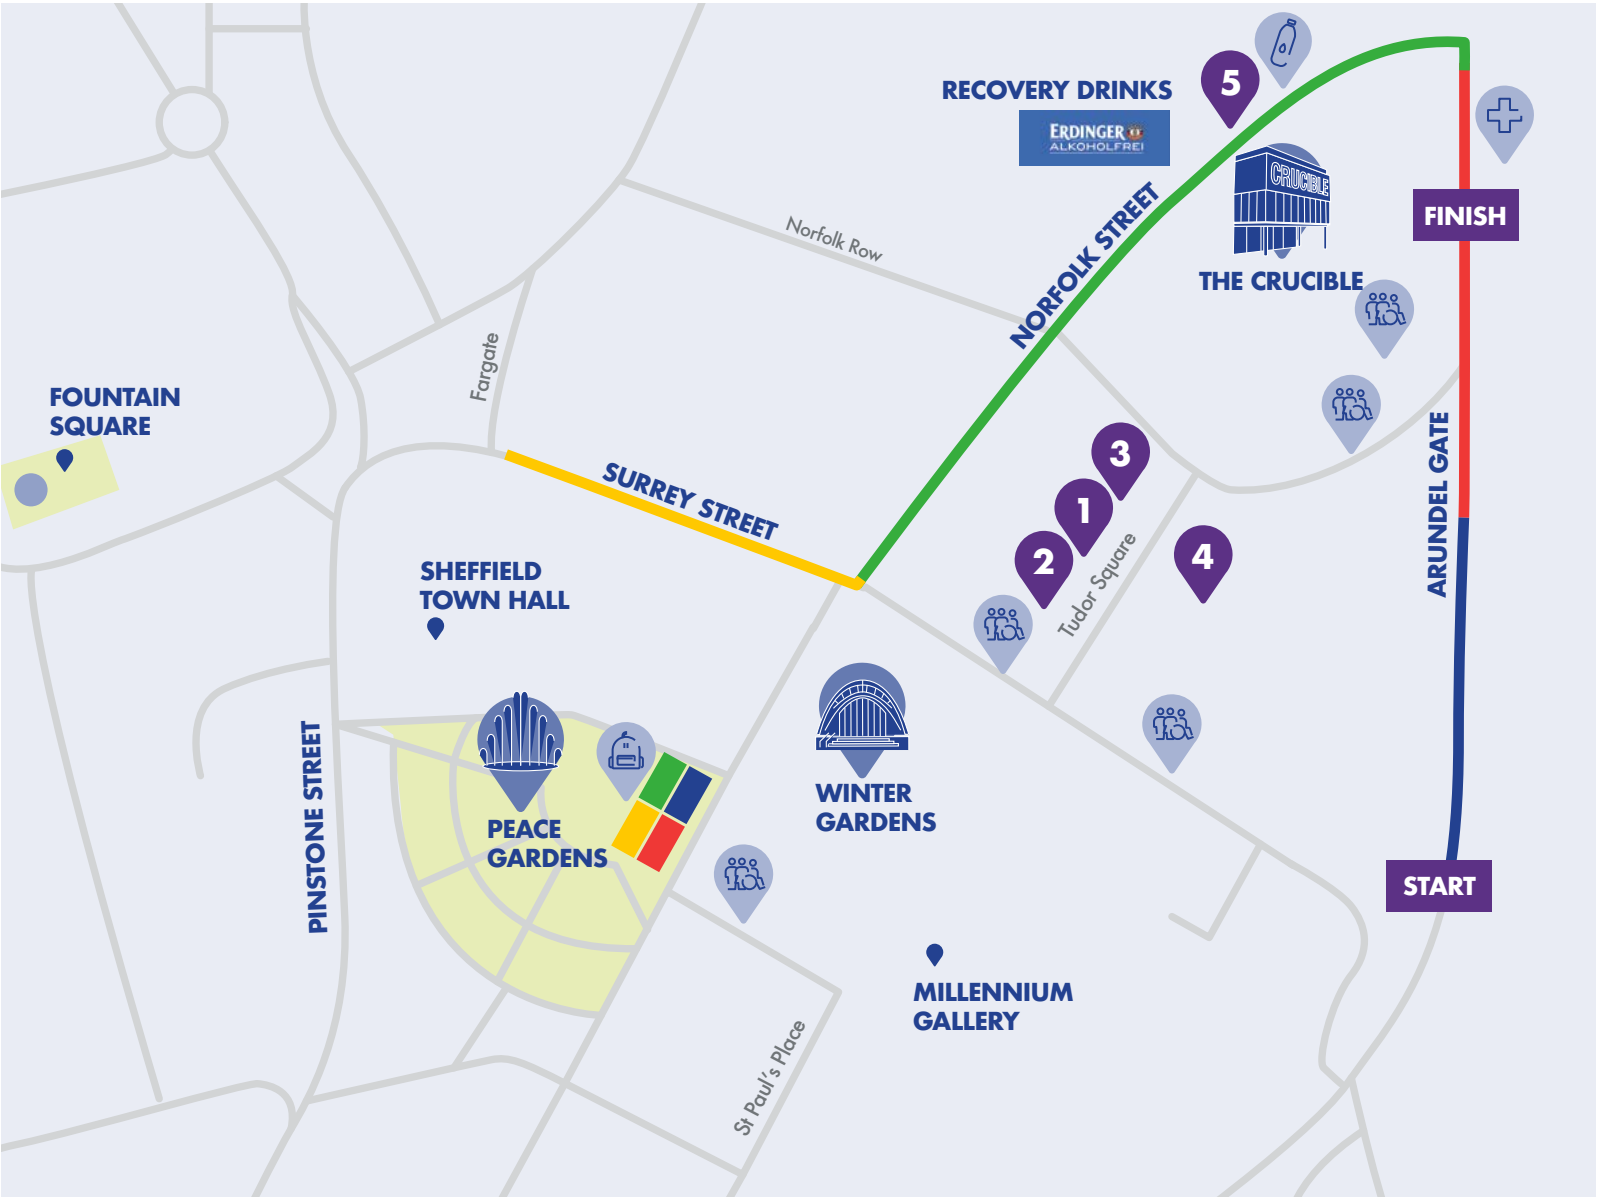 5
RECOVERY DRINKS
ERDINGER
ALKOHOLFREI
CRUCIBLE
FINISH
NORFOLK STREET
Norfolk Row
THE CRUCIBLE
Fargate
FOUNTAIN
SQUARE
ARUNDEL GATE
3
SURREY STREET
1
2
4
Tudor Square
SHEFFIELD
TOWN HALL
PINSTONE STREET
WINTER
GARDENS
PEACE
GARDENS
START
MILLENNIUM
GALLERY
St Paul's Place